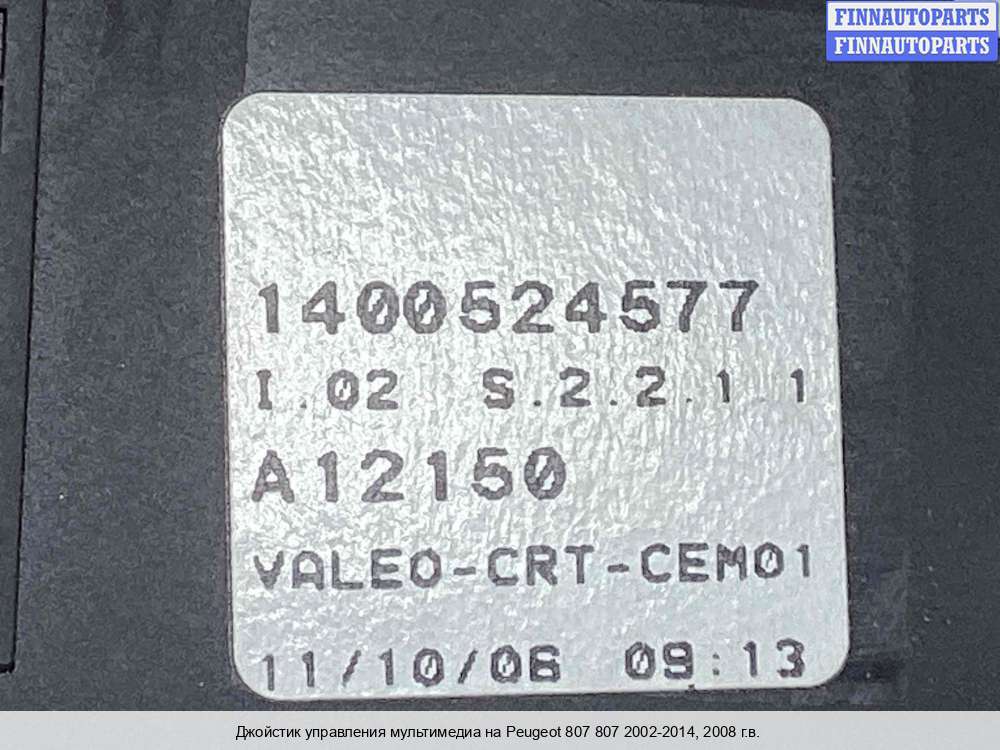 FINNAUTOPARTS
FINNAUTOPARTS
1400524577
I.02 S.2.2.1 1
A12150
VALEO-CRT-CEM01
11/10/06 09:13
Джойстик управления мультимедиа на Peugeot 807 807 2002-2014, 2008 г.в.